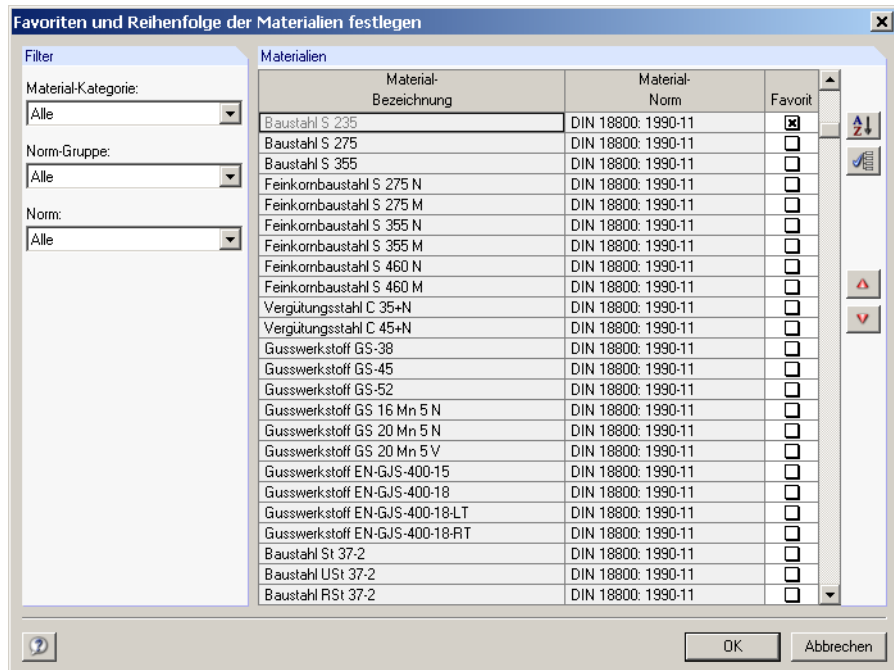 Favoriten und Reihenfolge der Materialien festlegen
Filter
Material-Kategorie:
Alle
Norm-Gruppe:
Alle
Norm:
Alle
Materialien
Material-
Bezeichnung
Material-
Norm
Favorit
Baustahl S 235 DIN 18800: 1990-11
Baustahl S 275 DIN 18800: 1990-11
Baustahl S 355 DIN 18800: 1990-11
Feinkornbaustahl S 275 N DIN 18800: 1990-11
Feinkornbaustahl S 275 M DIN 18800: 1990-11
Feinkornbaustahl S 355 N DIN 18800: 1990-11
Feinkornbaustahl S 355 M DIN 18800: 1990-11
Feinkornbaustahl S 460 N DIN 18800: 1990-11
Feinkornbaustahl S 460 M DIN 18800: 1990-11
Vergütungsstahl C 35+N DIN 18800: 1990-11
Vergütungsstahl C 45+N DIN 18800: 1990-11
Gusswerkstoff GS-38 DIN 18800: 1990-11
Gusswerkstoff GS-45 DIN 18800: 1990-11
Gusswerkstoff GS-52 DIN 18800: 1990-11
Gusswerkstoff GS 16 Mn 5 N DIN 18800: 1990-11
Gusswerkstoff GS 20 Mn 5 N DIN 18800: 1990-11
Gusswerkstoff GS 20 Mn 5 V DIN 18800: 1990-11
Gusswerkstoff EN-GJS-400-15 DIN 18800: 1990-11
Gusswerkstoff EN-GJS-400-18 DIN 18800: 1990-11
Gusswerkstoff EN-GJS-400-18-LT DIN 18800: 1990-11
Gusswerkstoff EN-GJS-400-18-RT DIN 18800: 1990-11
Baustahl St 37-2 DIN 18800: 1990-11
Baustahl USt 37-2 DIN 18800: 1990-11
Baustahl RSt 37-2 DIN 18800: 1990-11
OK
Abbrechen